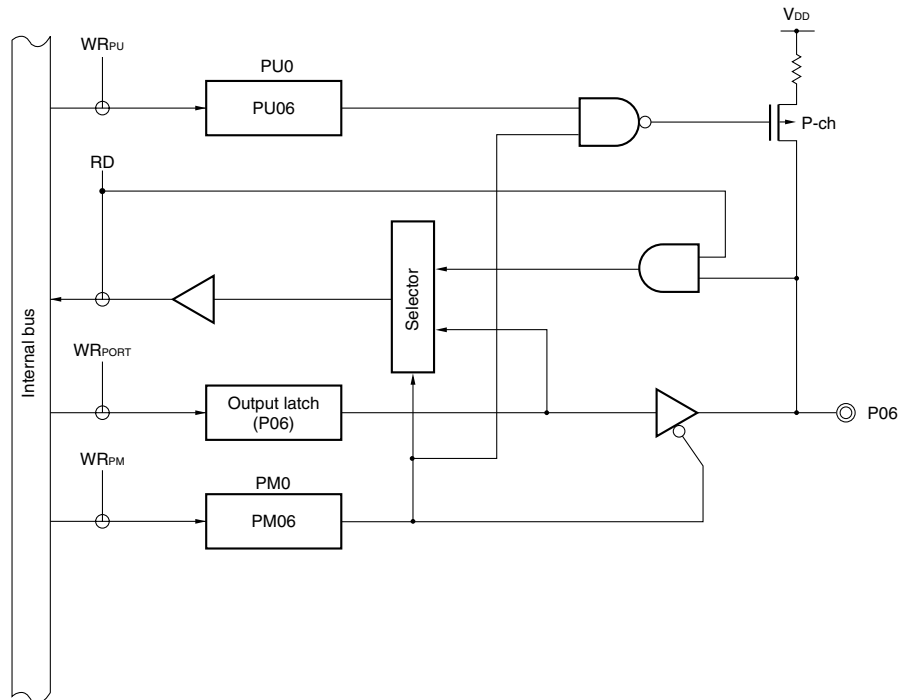 VDD
WRPU
PU0
PU06
P-ch
RD
Selector
Internal bus
WRPORT
Output latch
(P06)
P06
WRPM
PM0
PM06